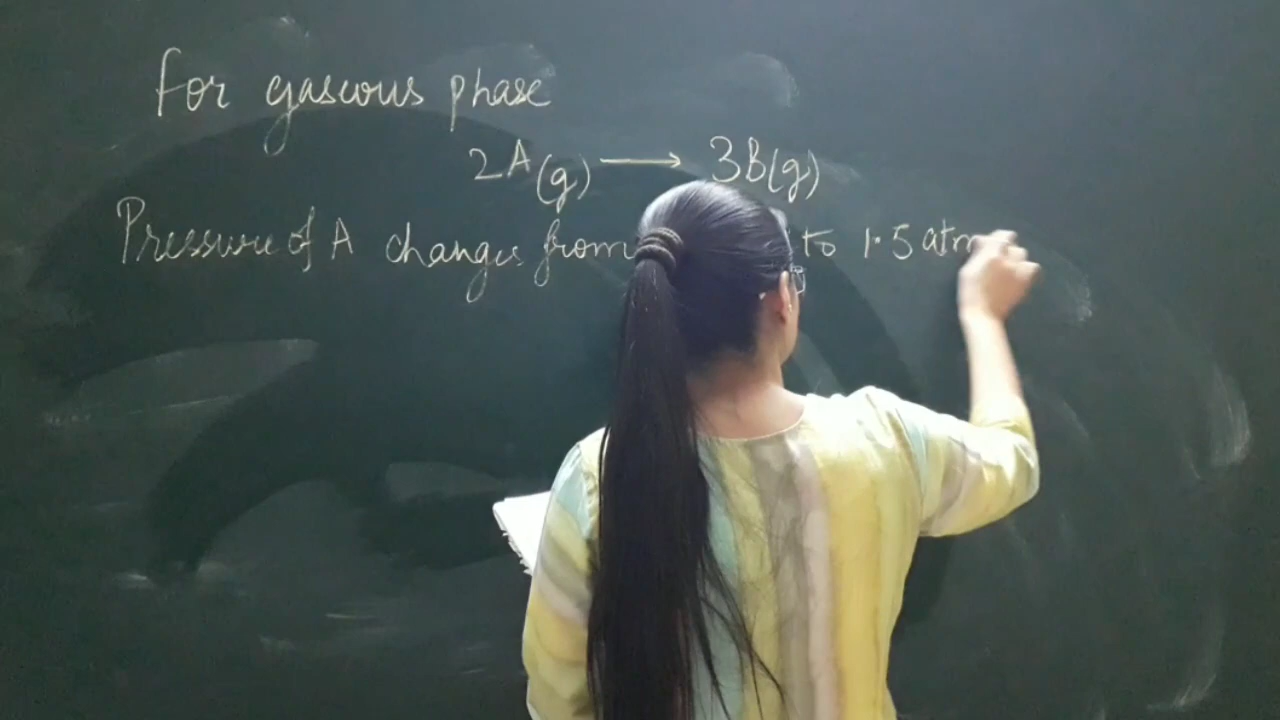 For gaseous phase
2A(g) → 3B(g)
Pressure of A changes from to 1.5 atm